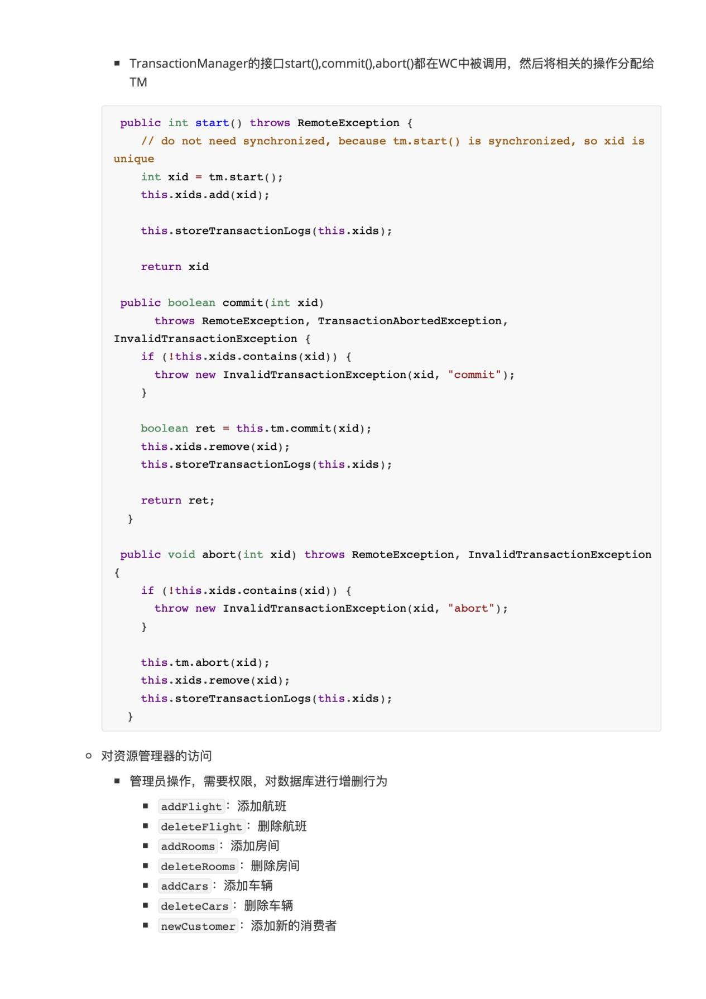 TransactionManager的接口start(),commit(),abort()都在WC中被调用，然后将相关的操作分配给
TM
public int start() throws RemoteException {
// do not need synchronized, because tm.start() is synchronized, so xid is
unique
int xid = tm.start();
this.xids.add(xid);
this.storeTransactionLogs(this.xids);
return xid
public boolean commit(int xid)
throws RemoteException, TransactionAbortedException,
InvalidTransactionException {
if (!this.xids.contains(xid)) {
throw new InvalidTransactionException(xid, "commit");
}
boolean ret = this.tm.commit(xid);
this.xids.remove(xid);
this.storeTransactionLogs(this.xids);
return ret;
}
public void abort(int xid) throws RemoteException, InvalidTransactionException
{
if (!this.xids.contains(xid)) {
throw new InvalidTransactionException(xid, "abort");
}
this.tm.abort(xid);
this.xids.remove(xid);
this.storeTransactionLogs(this.xids);
}
对资源管理器的访问
管理员操作，需要权限，对数据库进行增删行为
addFlight：添加航班
deleteFlight：删除航班
addRooms：添加房间
deleteRooms：删除房间
addCars：添加车辆
deleteCars：删除车辆
newCustomer：添加新的消费者